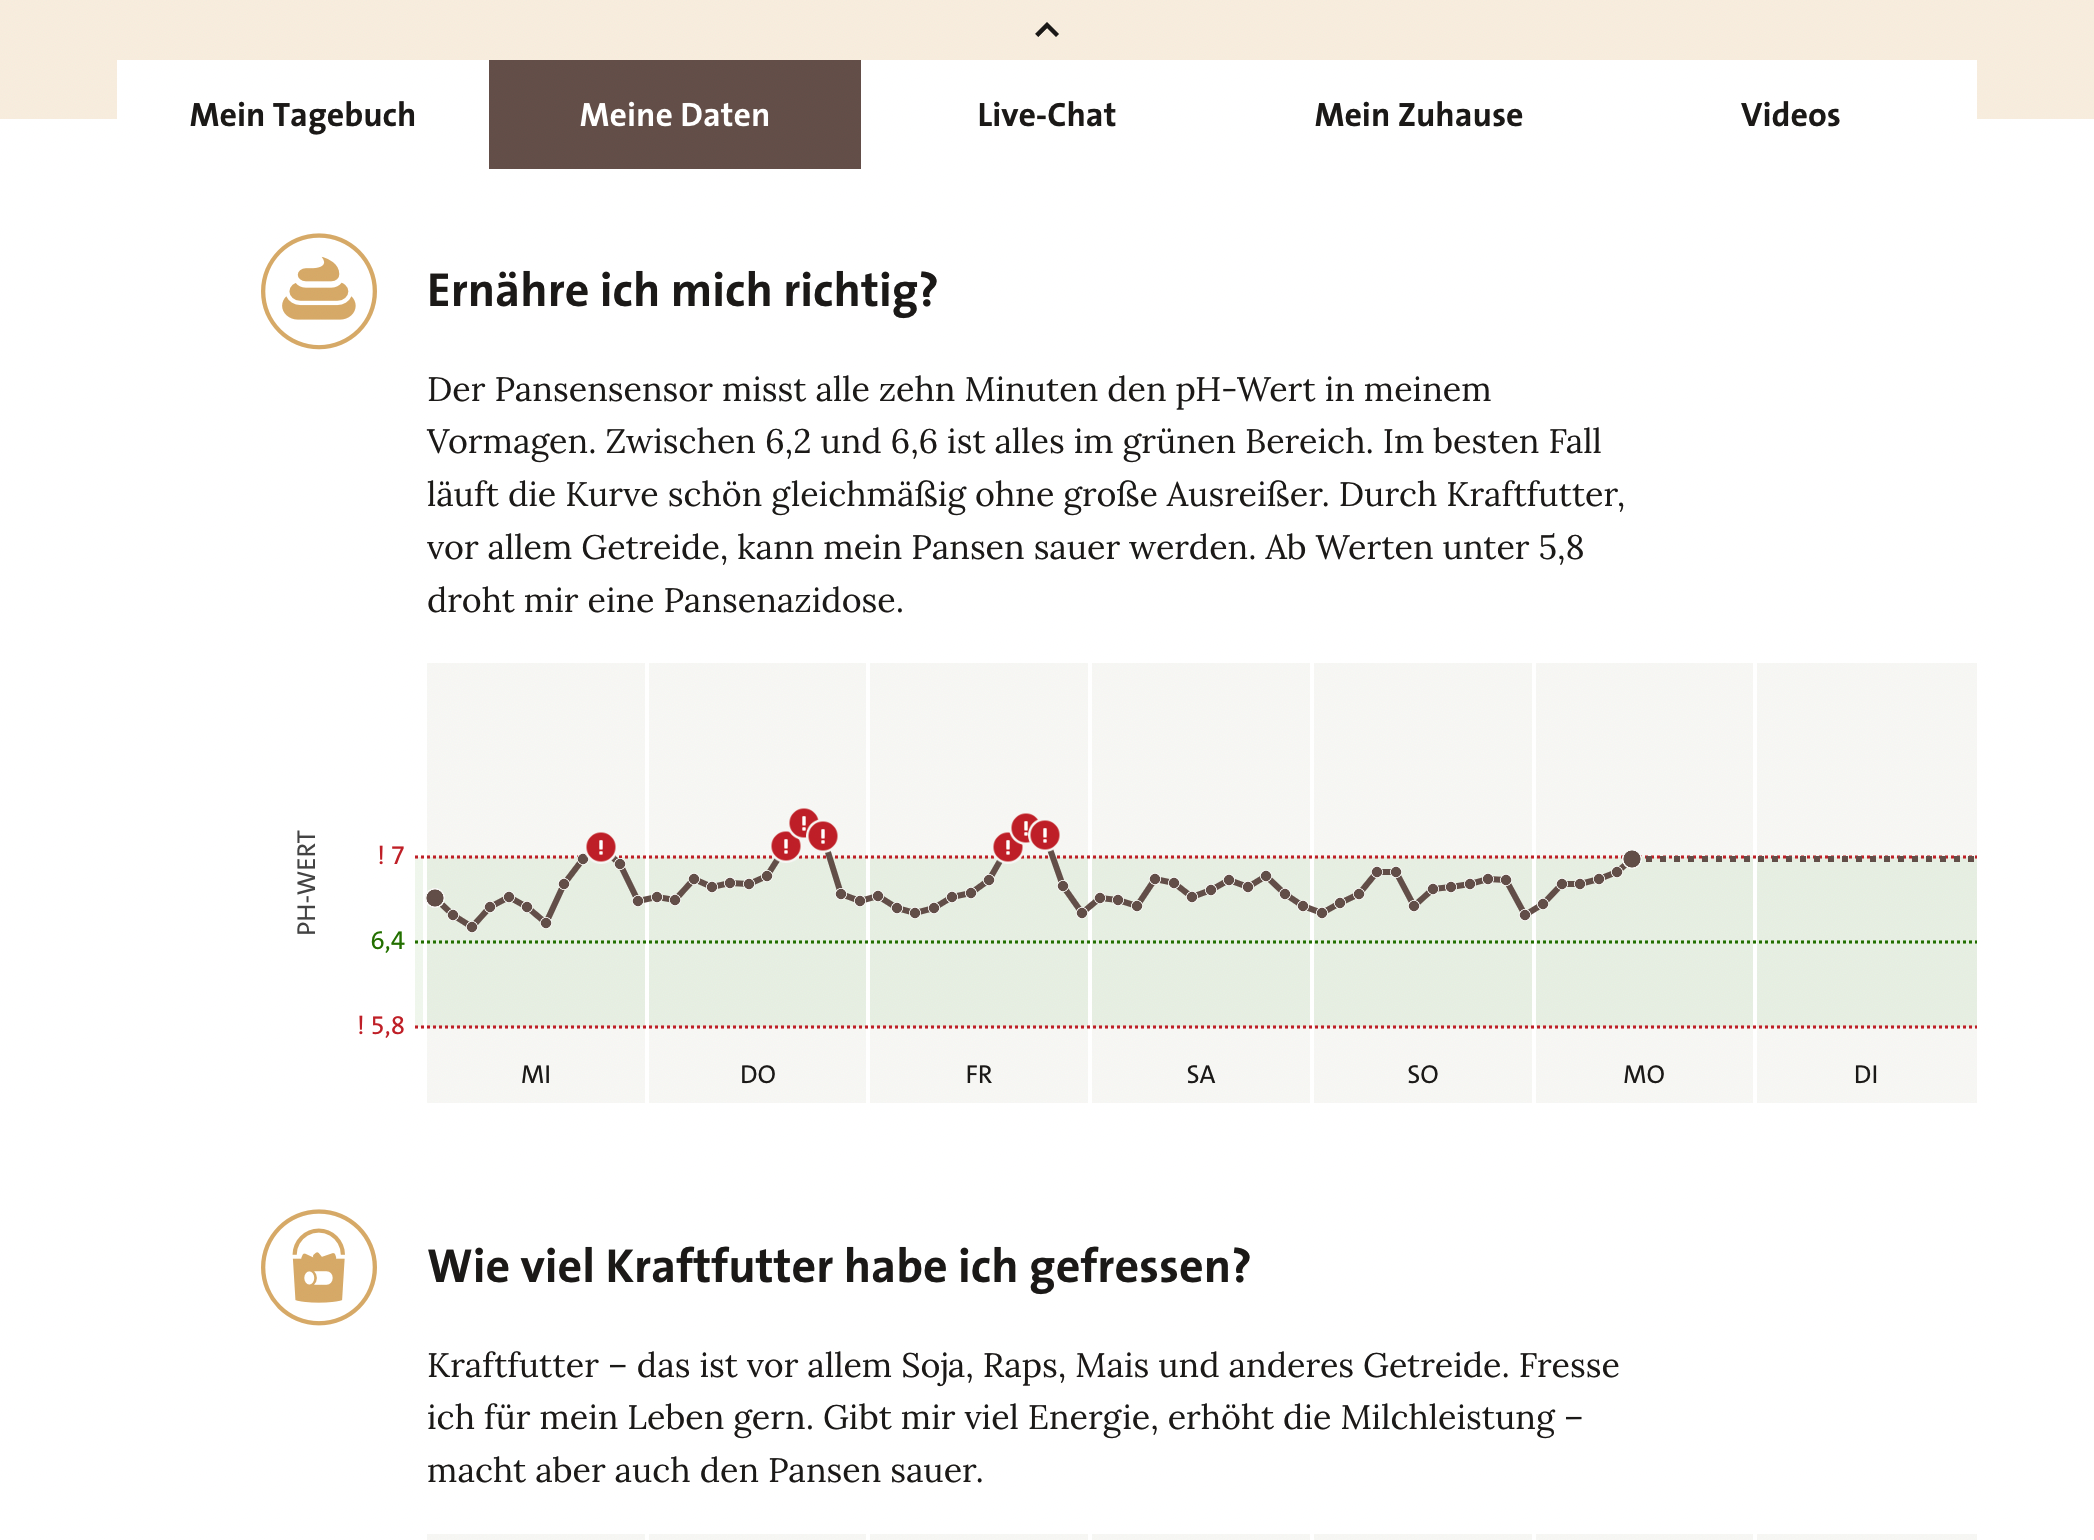 Mein Tagebuch
Meine Daten
Live-Chat
Mein Zuhause
Videos
Ernähre ich mich richtig?
Der Pansensensor misst alle zehn Minuten den pH-Wert in meinem
Vormagen. Zwischen 6,2 und 6,6 ist alles im grünen Bereich. Im besten Fall
läuft die Kurve schön gleichmäßig ohne große Ausreißer. Durch Kraftfutter,
vor allem Getreide, kann mein Pansen sauer werden. Ab Werten unter 5,8
droht mir eine Pansenazidose.
PH-WERT
! 7
6,4
! 5,8
!
!
!
!
!
!
!
MI
DO
FR
SA
SO
MO
DI
Wie viel Kraftfutter habe ich gefressen?
Kraftfutter – das ist vor allem Soja, Raps, Mais und anderes Getreide. Fresse
ich für mein Leben gern. Gibt mir viel Energie, erhöht die Milchleistung –
macht aber auch den Pansen sauer.